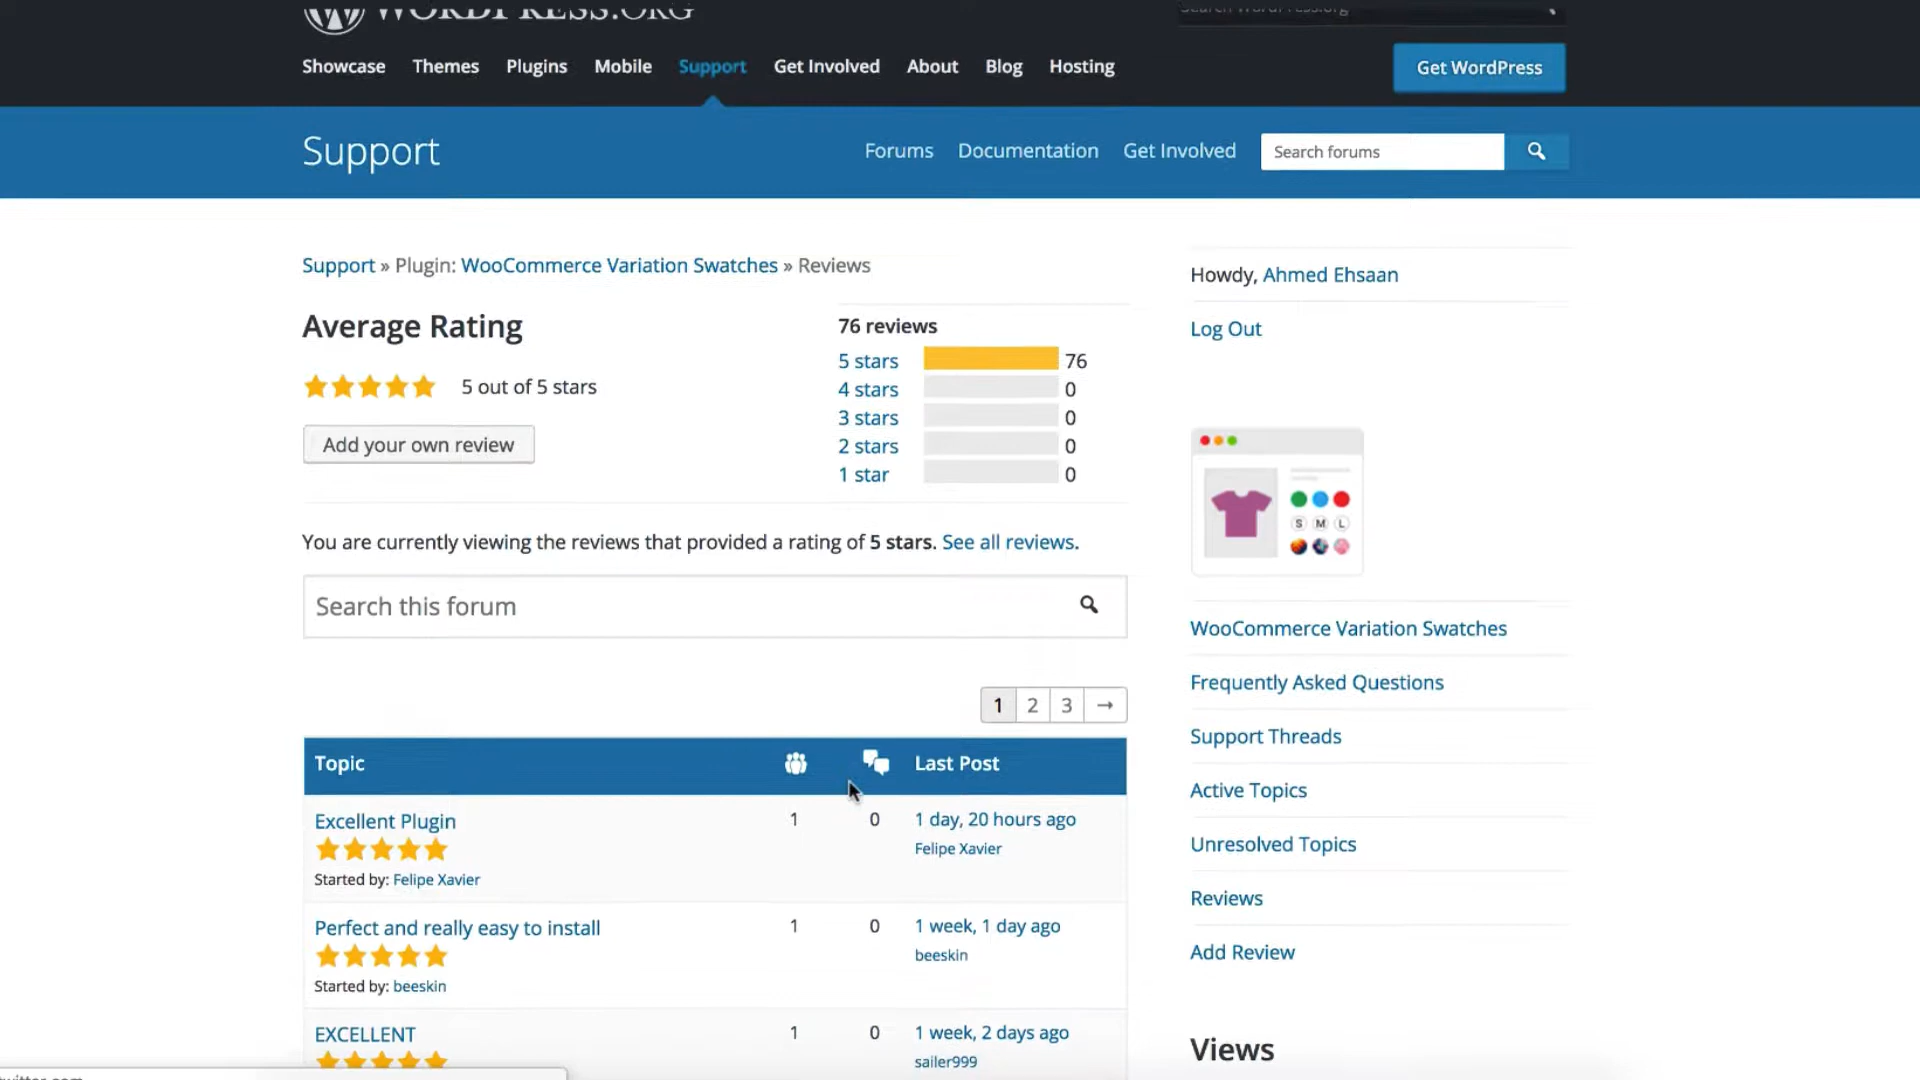 WORDPRESS.ORG
Search WordPress.org
Showcase Themes Plugins Mobile Support Get Involved About Blog Hosting
Get WordPress
Support
Forums Documentation Get Involved
Search forums
Support » Plugin: WooCommerce Variation Swatches » Reviews
Howdy, Ahmed Ehsaan
Log Out
Average Rating
5 out of 5 stars
Add your own review
76 reviews
5 stars 76
4 stars 0
3 stars 0
2 stars 0
1 star 0
You are currently viewing the reviews that provided a rating of 5 stars. See all reviews.
Search this forum
S M L
1 2 3 →
Topic Last Post
Excellent Plugin 1 0 1 day, 20 hours ago
Felipe Xavier
Started by: Felipe Xavier
Perfect and really easy to install 1 0 1 week, 1 day ago
beeskin
Started by: beeskin
EXCELLENT 1 0 1 week, 2 days ago
sailer999
WooCommerce Variation Swatches
Frequently Asked Questions
Support Threads
Active Topics
Unresolved Topics
Reviews
Add Review
Views